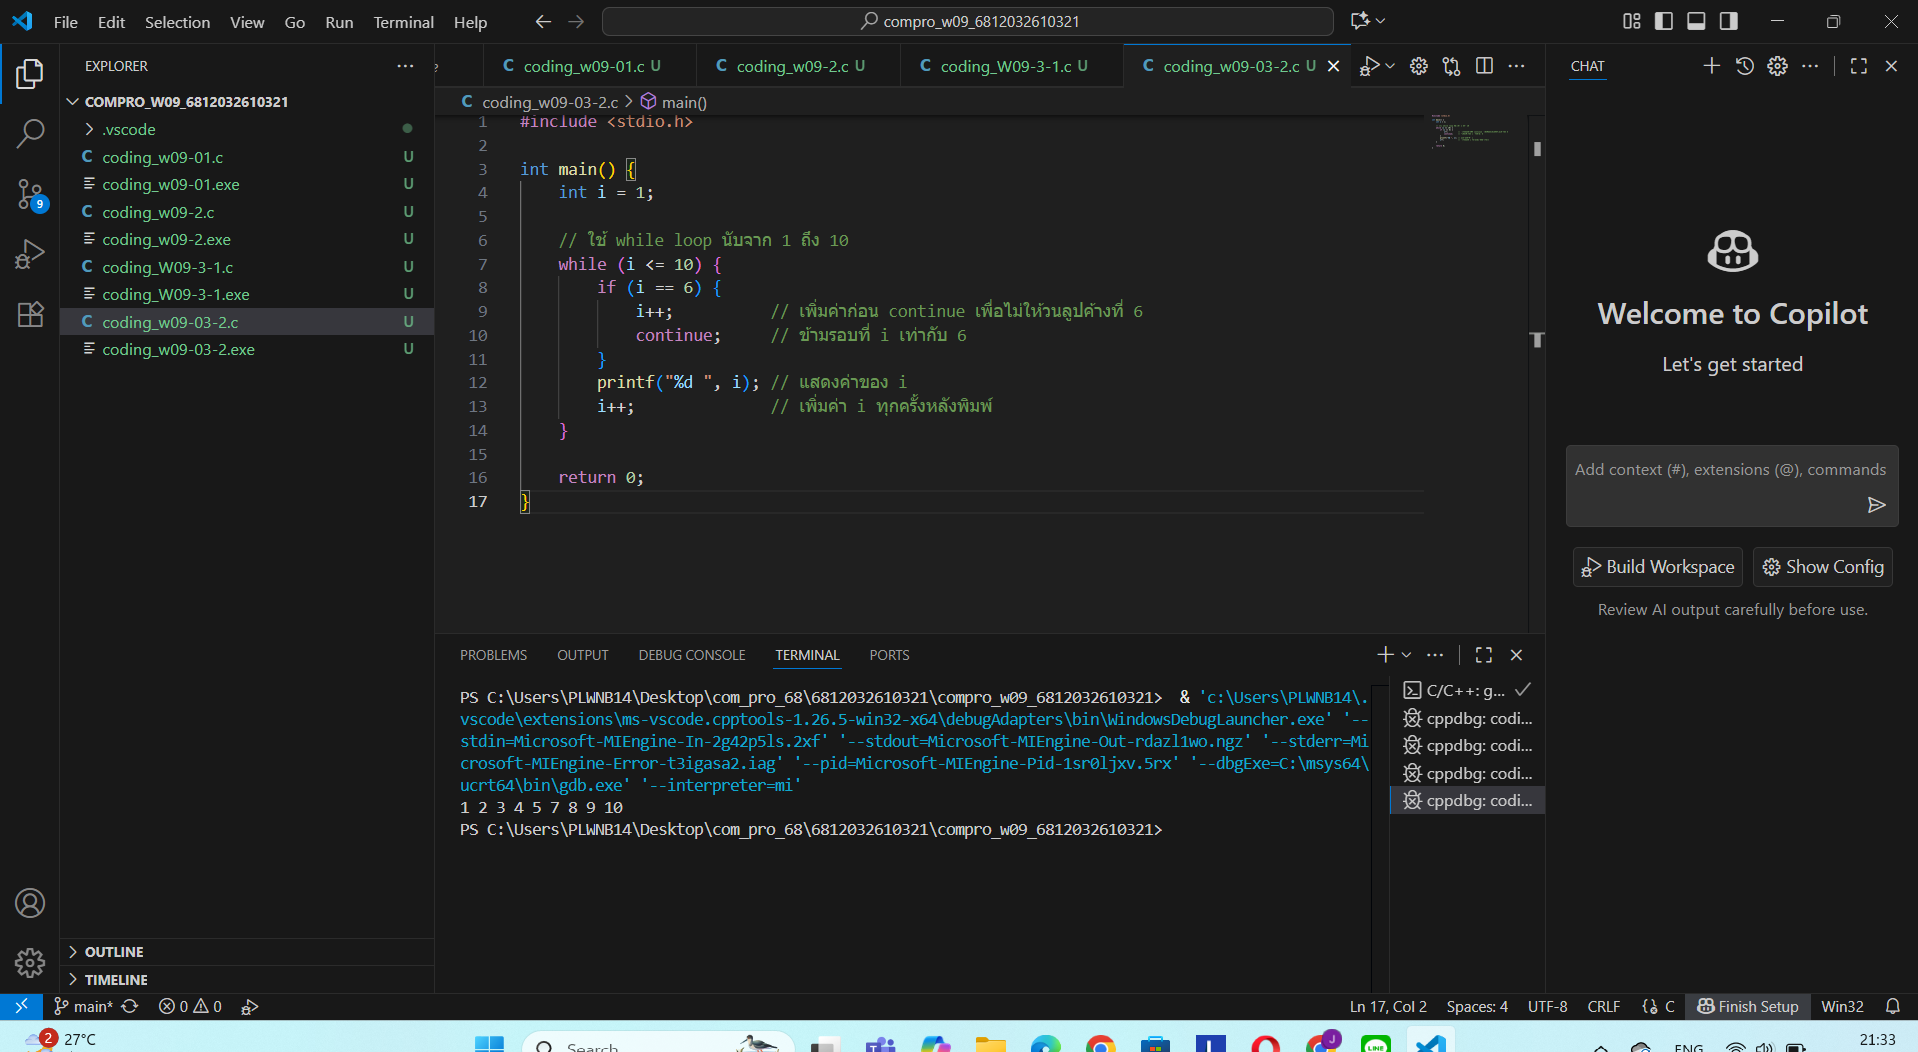 File Edit Selection View Go Run Terminal Help
compro_w09_6812032610321
EXPLORER
COMPRO_W09_6812032610321
.vscode
C coding_w09-01.c U
coding_w09-01.exe U
C coding_w09-2.c U
coding_w09-2.exe U
C coding_W09-3-1.c U
coding_W09-3-1.exe U
C coding_w09-03-2.c U
coding_w09-03-2.exe U
9
OUTLINE
TIMELINE
C coding_w09-01.c U C coding_w09-2.c U C coding_W09-3-1.c U C coding_w09-03-2.c U
C coding_w09-03-2.c > main()
1 #include <stdio.h>
2
3 int main() {
4 int i = 1;
5
6 // ใช้ while loop นับจาก 1 ถึง 10
7 while (i <= 10) {
8 if (i == 6) {
9 i++; // เพิ่มค่าก่อน continue เพื่อไม่ให้วนลูปค้างที่ 6
10 continue; // ข้ามรอบที่ i เท่ากับ 6
11 }
12 printf("%d ", i); // แสดงค่าของ i
13 i++; // เพิ่มค่า i ทุกครั้งหลังพิมพ์
14 }
15
16 return 0;
17 }
PROBLEMS OUTPUT DEBUG CONSOLE TERMINAL PORTS
PS C:\Users\PLWNB14\Desktop\com_pro_68\6812032610321\compro_w09_6812032610321> & 'c:\Users\PLWNB14\.
vscode\extensions\ms-vscode.cpptools-1.26.5-win32-x64\debugAdapters\bin\WindowsDebugLauncher.exe' '--
stdin=Microsoft-MIEngine-In-2g42p5ls.2xf' '--stdout=Microsoft-MIEngine-Out-rdazl1wo.ngz' '--stderr=Mi
crosoft-MIEngine-Error-t3igasa2.iag' '--pid=Microsoft-MIEngine-Pid-1sr0ljxv.5rx' '--dbgExe=C:\msys64\
ucrt64\bin\gdb.exe' '--interpreter=mi'
1 2 3 4 5 7 8 9 10
PS C:\Users\PLWNB14\Desktop\com_pro_68\6812032610321\compro_w09_6812032610321>
C/C++: g...
cppdbg: codi...
cppdbg: codi...
cppdbg: codi...
cppdbg: codi...
CHAT
Welcome to Copilot
Let's get started
Add context (#), extensions (@), commands
Build Workspace Show Config
Review AI output carefully before use.
main* 0 0 Ln 17, Col 2 Spaces: 4 UTF-8 CRLF C Finish Setup Win32
2 27°C
Search
J
LINE
ENG
21:33